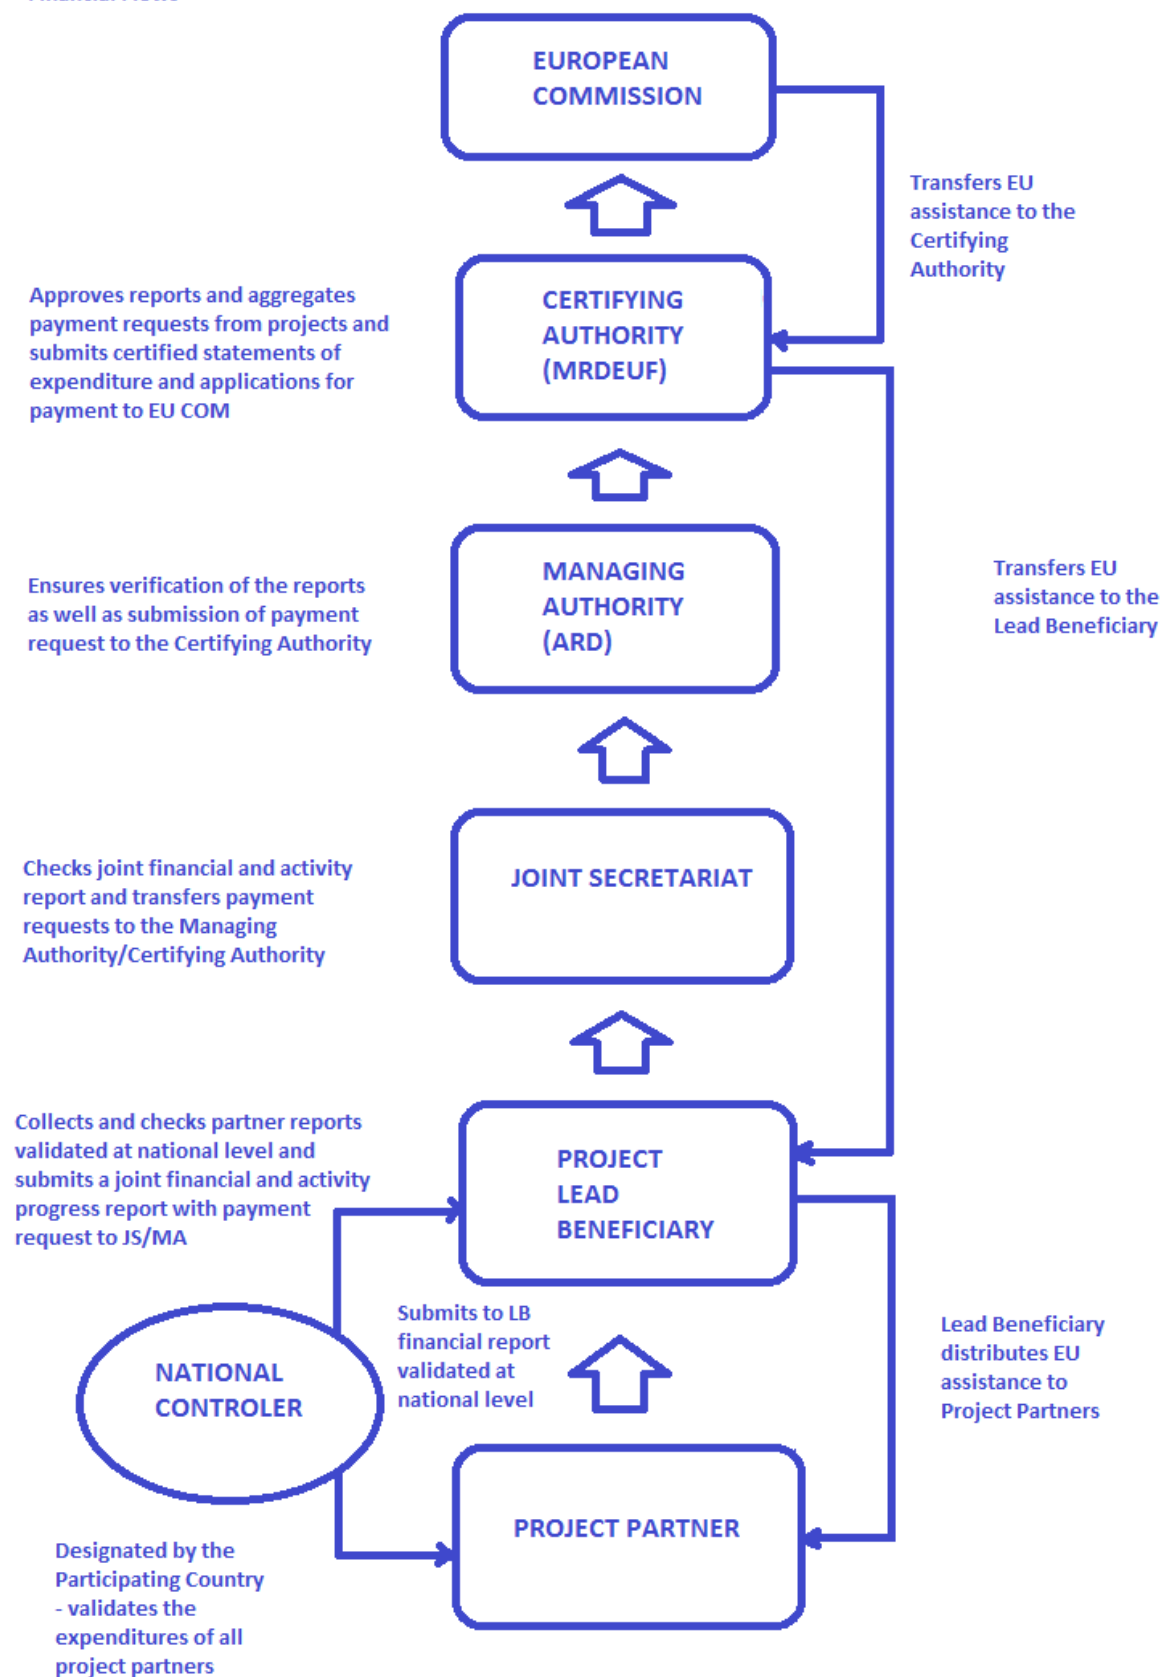 EUROPEAN
COMMISSION
Transfers EU
assistance to the
Certifying
Authority
Approves reports and aggregates
payment requests from projects and
submits certified statements of
expenditure and applications for
payment to EU COM
CERTIFYING
AUTHORITY
(MRDEUF)
Ensures verification of the reports
as well as submission of payment
request to the Certifying Authority
MANAGING
AUTHORITY
(ARD)
Transfers EU
assistance to the
Lead Beneficiary
Checks joint financial and activity
report and transfers payment
requests to the Managing
Authority/Certifying Authority
JOINT SECRETARIAT
Collects and checks partner reports
validated at national level and
submits a joint financial and activity
progress report with payment
request to JS/MA
PROJECT
LEAD
BENEFICIARY
NATIONAL
CONTROLER
Submits to LB
financial report
validated at
national level
Lead Beneficiary
distributes EU
assistance to
Project Partners
PROJECT PARTNER
Designated by the
Participating Country
- validates the
expenditures of all
project partners